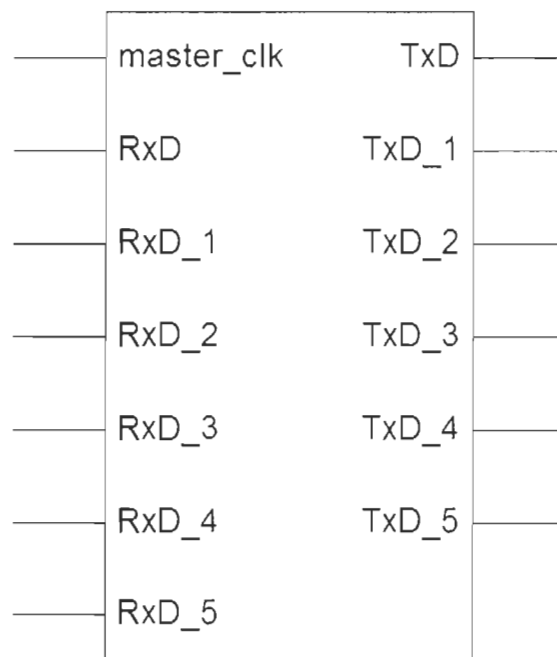 master_clk TxD
RxD TxD_1
RxD_1 TxD_2
RxD_2 TxD_3
RxD_3 TxD_4
RxD_4 TxD_5
RxD_5